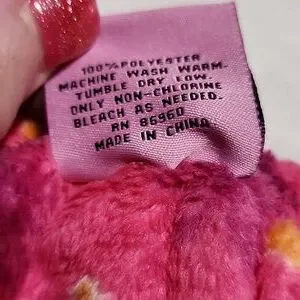 100% POLYESTER
MACHINE WASH WARM.
TUMBLE DRY LOW.
ONLY NON-CHLORINE
BLEACH AS NEEDED.
RN 86960
MADE IN CHINA.